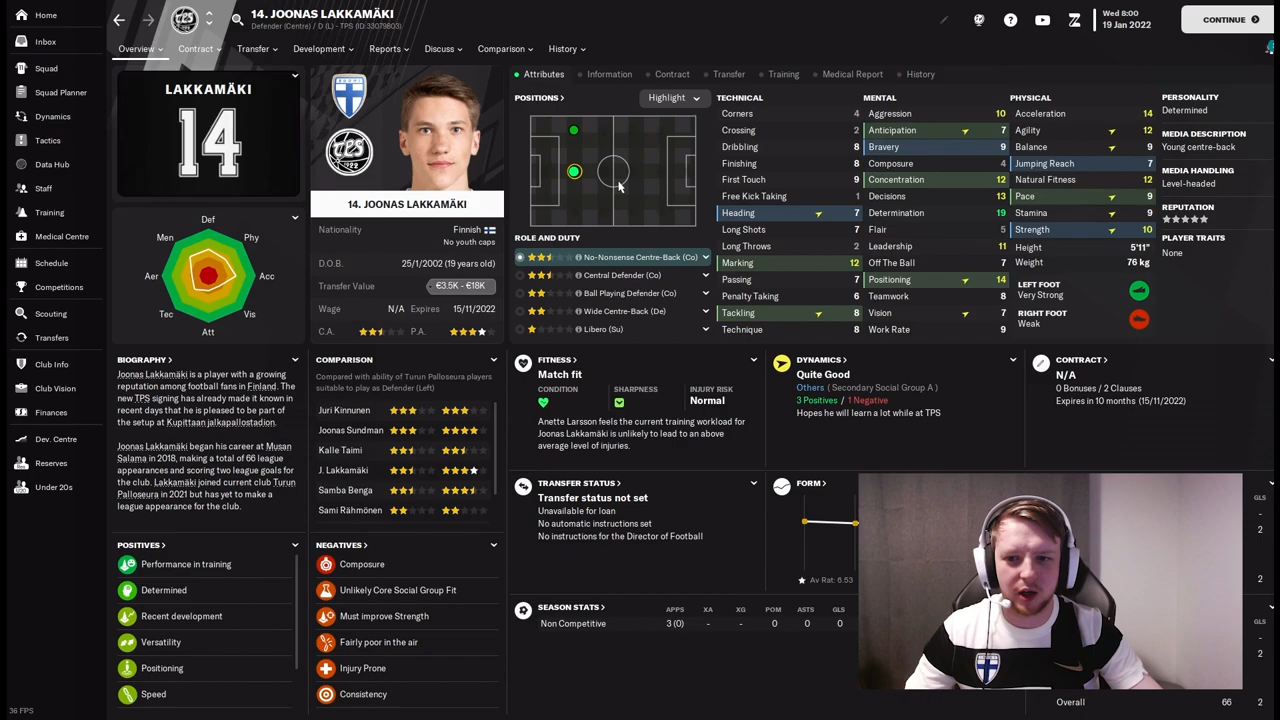 Home
Inbox
Squad
Squad Planner
Dynamics
Tactics
Data Hub
Staff
Training
Medical Centre
Schedule
Competitions
Scouting
Transfers
Club Info
Club Vision
Finances
Dev. Centre
Reserves
Under 20s
36 FPS
14. JOONAS LAKKAMÄKI
Defender (Centre) / D (L) - TPS (ID:33079803)
Wed 8:00
19 Jan 2022
CONTINUE
Overview
Contract
Transfer
Development
Reports
Discuss
Comparison
History
LAKKAMÄKI
14
Def
Phy
Acc
Vis
Att
Tec
Aer
Men
SUOMI
TPS
1922
14. JOONAS LAKKAMÄKI
Nationality Finnish
No youth caps
D.O.B. 25/1/2002 (19 years old)
Transfer Value €3.5K - €18K
Wage N/A Expires 15/11/2022
C.A. P.A.
Attributes
Information
Contract
Transfer
Training
Medical Report
History
POSITIONS >
Highlight
ROLE AND DUTY
No-Nonsense Centre-Back (Co)
Central Defender (Co)
Ball Playing Defender (Co)
Wide Centre-Back (De)
Libero (Su)
TECHNICAL
Corners 4
Crossing 2
Dribbling 8
Finishing 8
First Touch 9
Free Kick Taking 1
Heading 7
Long Shots 7
Long Throws 2
Marking 12
Passing 7
Penalty Taking 6
Tackling 8
Technique 8
MENTAL
Aggression 10
Anticipation 7
Bravery 9
Composure 4
Concentration 12
Decisions 13
Determination 19
Flair 5
Leadership 11
Off The Ball 7
Positioning 14
Teamwork 8
Vision 7
Work Rate 9
PHYSICAL
Acceleration 14
Agility 12
Balance 9
Jumping Reach 7
Natural Fitness 12
Pace 9
Stamina 9
Strength 10
Height 5'11"
Weight 76 kg
LEFT FOOT
Very Strong
RIGHT FOOT
Weak
PERSONALITY
Determined
MEDIA DESCRIPTION
Young centre-back
MEDIA HANDLING
Level-headed
REPUTATION
PLAYER TRAITS
None
BIOGRAPHY >
Joonas Lakkamäki is a player with a growing
reputation among football fans in Finland. The
new TPS signing has already made it known in
recent days that he is pleased to be part of
the setup at Kupittaan jalkapallostadion.
Joonas Lakkamäki began his career at Musan
Salama in 2018, making a total of 66 league
appearances and scoring two league goals for
the club. Lakkamäki joined current club Turun
Palloseura in 2021 but has yet to make a
league appearance for the club.
COMPARISON
Compared with ability of Turun Palloseura players
suitable to play as Defender (Left)
Juri Kinnunen
Joonas Sundman
Kalle Taimi
J. Lakkamäki
Samba Benga
Sami Rähmönen
POSITIVES >
Performance in training
Determined
Recent development
Versatility
Positioning
Speed
NEGATIVES >
Composure
Unlikely Core Social Group Fit
Must improve Strength
Fairly poor in the air
Injury Prone
Consistency
FITNESS >
Match fit
CONDITION
SHARPNESS
INJURY RISK
Normal
Anette Larsson feels the current training workload for
Joonas Lakkamäki is unlikely to lead to an above
average level of injuries.
DYNAMICS >
Quite Good
Others ( Secondary Social Group A )
3 Positives / 1 Negative
Hopes he will learn a lot while at TPS
CONTRACT >
N/A
0 Bonuses / 2 Clauses
Expires in 10 months (15/11/2022)
TRANSFER STATUS >
Transfer status not set
Unavailable for loan
No automatic instructions set
No instructions for the Director of Football
FORM >
Av Rat: 6.53
SEASON STATS >
APPS XA XG POM ASTS GLS
Non Competitive 3 (0) - - 0 0 0
GLS
-
2
2
GLS
-
2
2
Overall 66 2